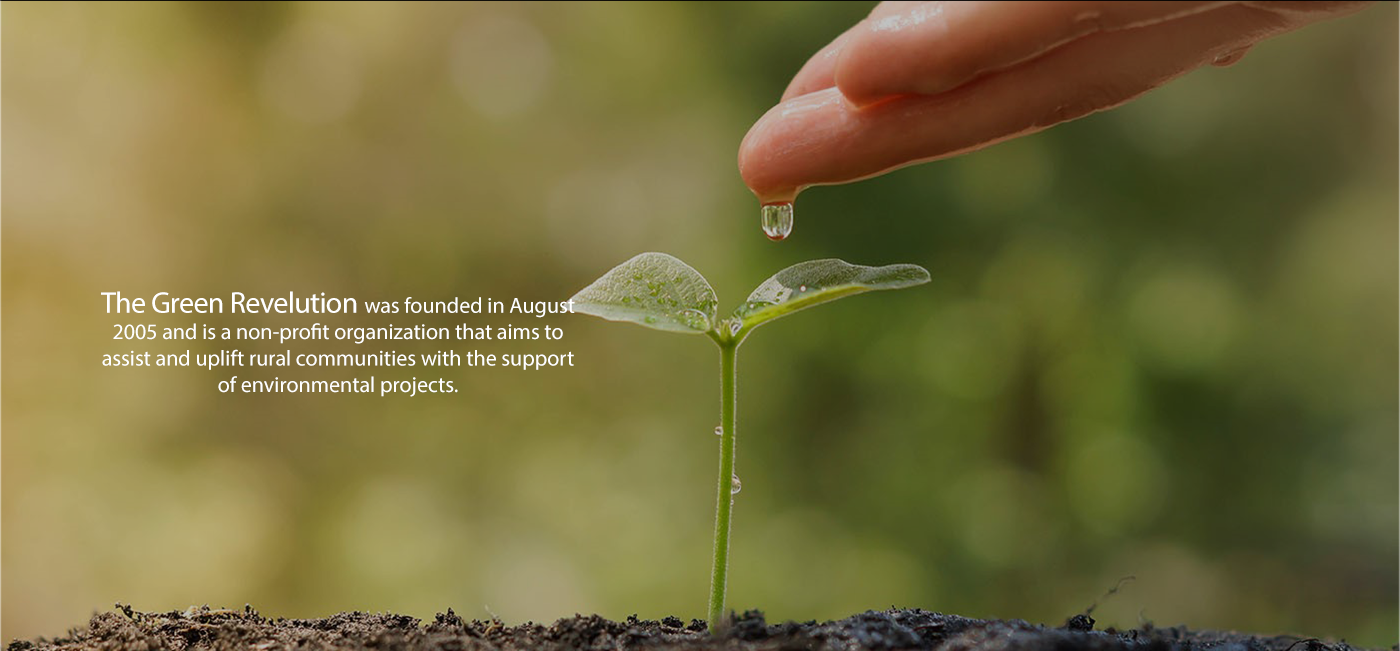 The Green Revelution was founded in August
2005 and is a non-profit organization that aims to
assist and uplift rural communities with the support
of environmental projects.